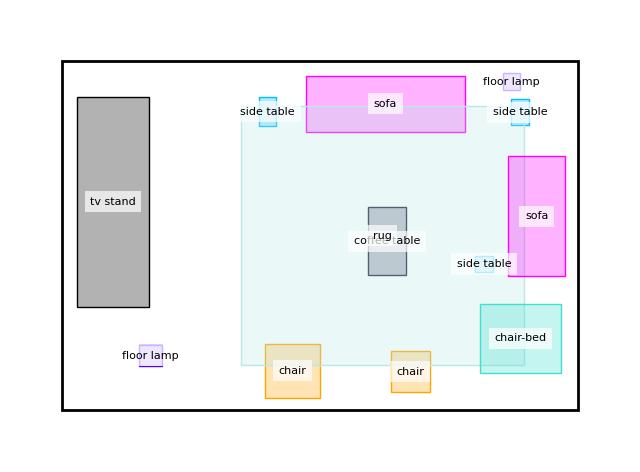 floor lamp
sofa
side table
side table
tv stand
sofa
rug
coffee table
side table
chair-bed
floor lamp
chair
chair